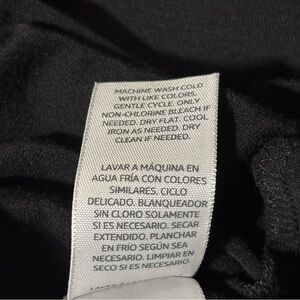 MACHINE WASH COLD
WITH LIKE COLORS.
GENTLE CYCLE. ONLY
NON-CHLORINE BLEACH IF
NEEDED. DRY FLAT. COOL
IRON AS NEEDED. DRY
CLEAN IF NEEDED.
LAVAR A MÁQUINA EN
AGUA FRÍA CON COLORES
SIMILARES. CICLO
DELICADO. BLANQUEADOR
SIN CLORO SOLAMENTE
SI ES NECESARIO. SECAR
EXTENDIDO. PLANCHAR
EN FRÍO SEGÚN SEA
NECESARIO. LIMPIAR EN
SECO SI ES NECESARIO.